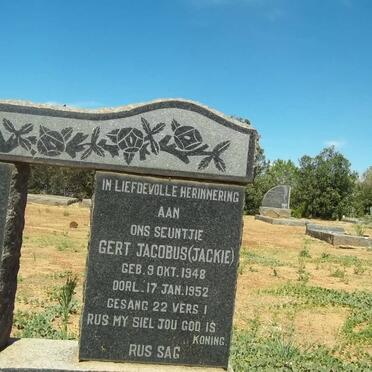 IN LIEFDEVOLLE HERINNERING
AAN
ONS SEUNTJIE
GERT JACOBUS (JACKIE)
GEB. 9 OKT. 1948
OORL. 17 JAN. 1952
GESANG 22 VERS 1
RUS MY SIEL JOU GOD IS
KONING.
RUS SAG